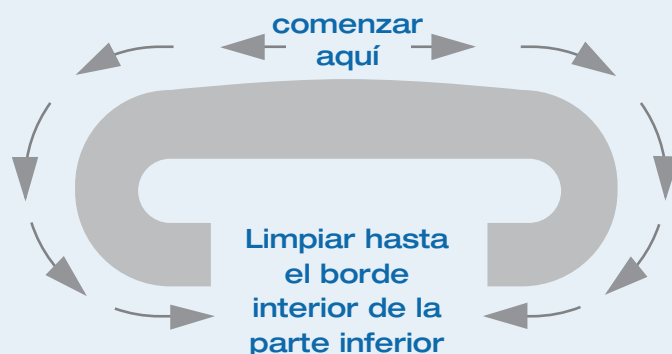 comenzar
aquí
Limpiar hasta
el borde
interior de la
parte inferior